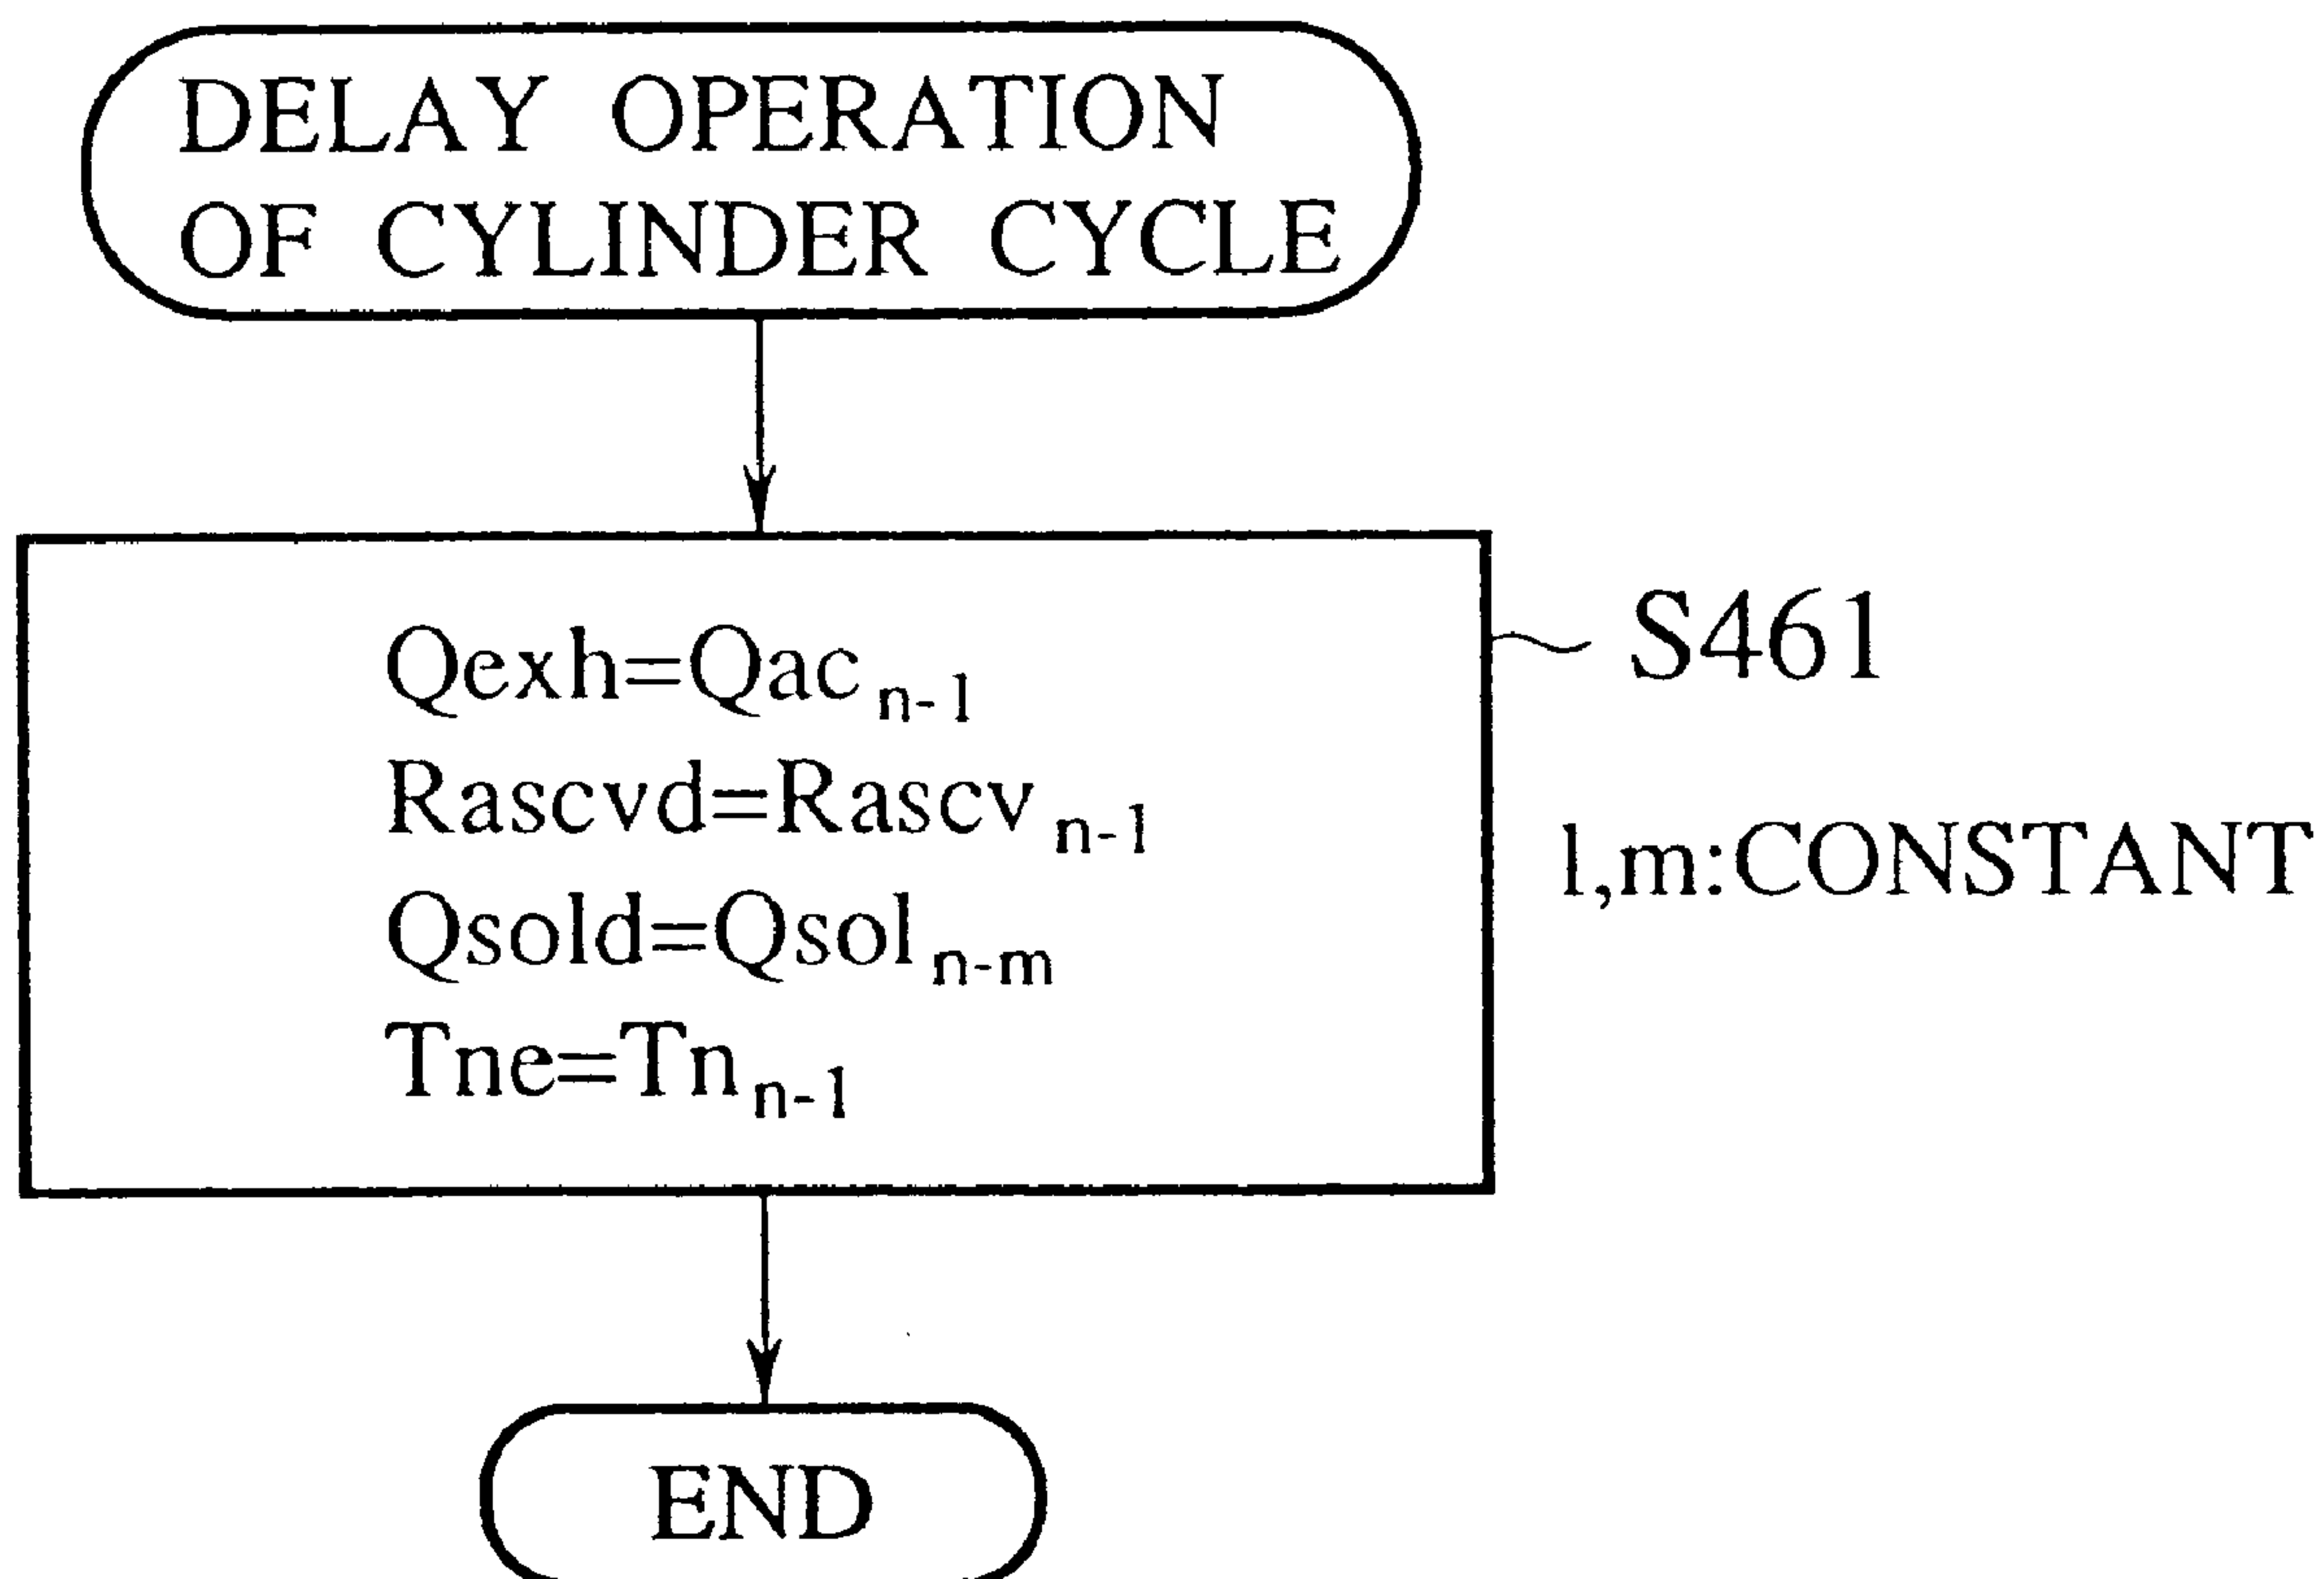 DELAY OPERATION
OF CYLINDER CYCLE
Qexh=Qac n-1
Rascvd=Rascv n-1
Qsold=Qsol n-m
Tne=Tn n-1
S461
l,m:CONSTANT
END